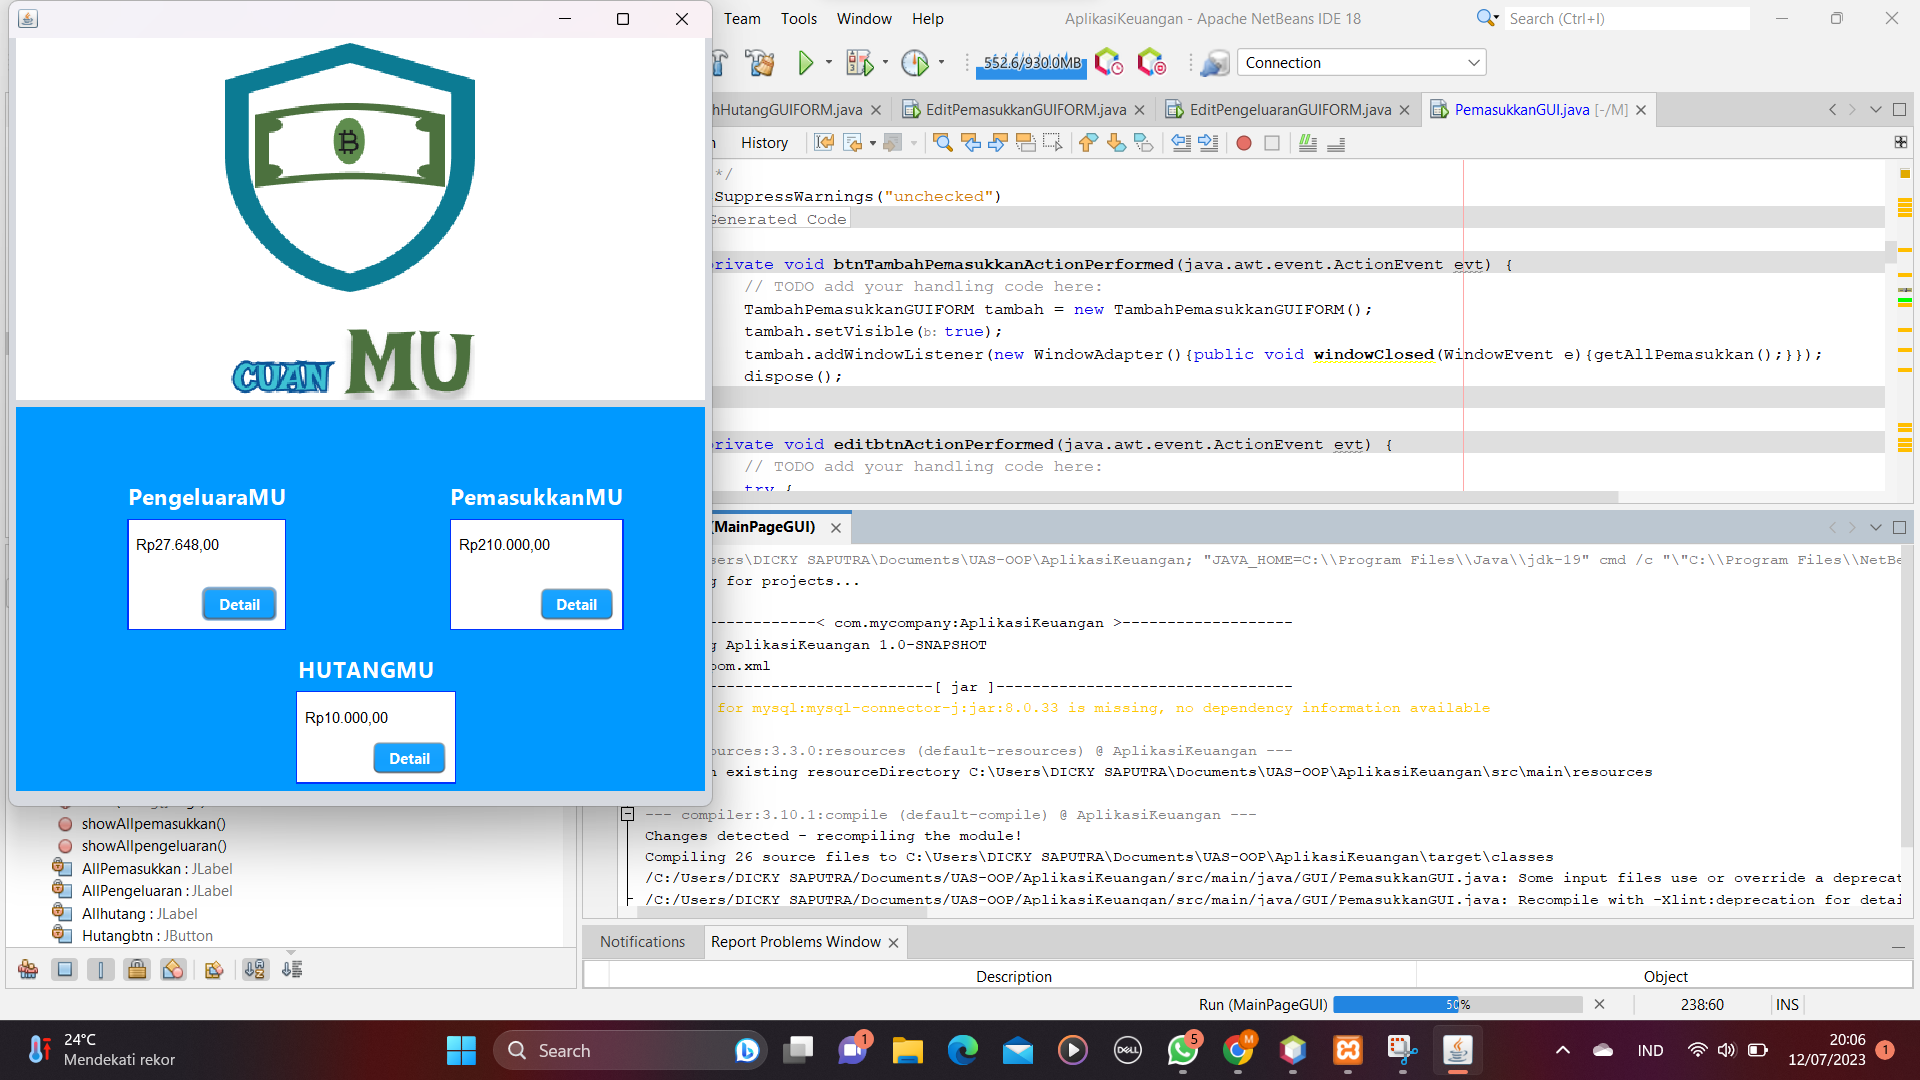 Team Tools Window Help
AplikasiKeuangan - Apache NetBeans IDE 18
Search (Ctrl+I)
552.6/930.0MB
Connection
hHutangGUIFORM.java
EditPemasukkanGUIFORM.java
EditPengeluaranGUIFORM.java
PemasukkanGUI.java [-/M]
History
*/
SuppressWarnings("unchecked")
Generated Code
private void btnTambahPemasukkanActionPerformed(java.awt.event.ActionEvent evt) {
// TODO add your handling code here:
TambahPemasukkanGUIFORM tambah = new TambahPemasukkanGUIFORM();
tambah.setVisible(b: true);
tambah.addWindowListener(new WindowAdapter(){public void windowClosed(WindowEvent e){getAllPemasukkan();}});
dispose();
private void editbtnActionPerformed(java.awt.event.ActionEvent evt) {
// TODO add your handling code here:
try {
CUAN MU
PengeluaraMU
Rp27.648,00
Detail
PemasukkanMU
Rp210.000,00
Detail
HUTANGMU
Rp10.000,00
Detail
(MainPageGUI)
sers\DICKY SAPUTRA\Documents\UAS-OOP\AplikasiKeuangan; "JAVA_HOME=C:\\Program Files\\Java\\jdk-19" cmd /c "\"C:\\Program Files\\NetBe
g for projects...
------------< com.mycompany:AplikasiKeuangan >-------------------
g AplikasiKeuangan 1.0-SNAPSHOT
pom.xml
-----------------------[ jar ]---------------------------------
for mysql:mysql-connector-j:jar:8.0.33 is missing, no dependency information available
ources:3.3.0:resources (default-resources) @ AplikasiKeuangan ---
n existing resourceDirectory C:\Users\DICKY SAPUTRA\Documents\UAS-OOP\AplikasiKeuangan\src\main\resources
--- compiler:3.10.1:compile (default-compile) @ AplikasiKeuangan ---
Changes detected - recompiling the module!
Compiling 26 source files to C:\Users\DICKY SAPUTRA\Documents\UAS-OOP\AplikasiKeuangan\target\classes
/C:/Users/DICKY SAPUTRA/Documents/UAS-OOP/AplikasiKeuangan/src/main/java/GUI/PemasukkanGUI.java: Some input files use or override a deprecat
/C:/Users/DICKY SAPUTRA/Documents/UAS-OOP/AplikasiKeuangan/src/main/java/GUI/PemasukkanGUI.java: Recompile with -Xlint:deprecation for detai
showAllpemasukkan()
showAllpengeluaran()
AllPemasukkan : JLabel
AllPengeluaran : JLabel
Allhutang : JLabel
Hutangbtn : JButton
Notifications
Report Problems Window
Description
Object
Run (MainPageGUI)
50%
238:60
INS
24°C
Mendekati rekor
Search
1
DELL
5
M
IND
20:06
12/07/2023
1